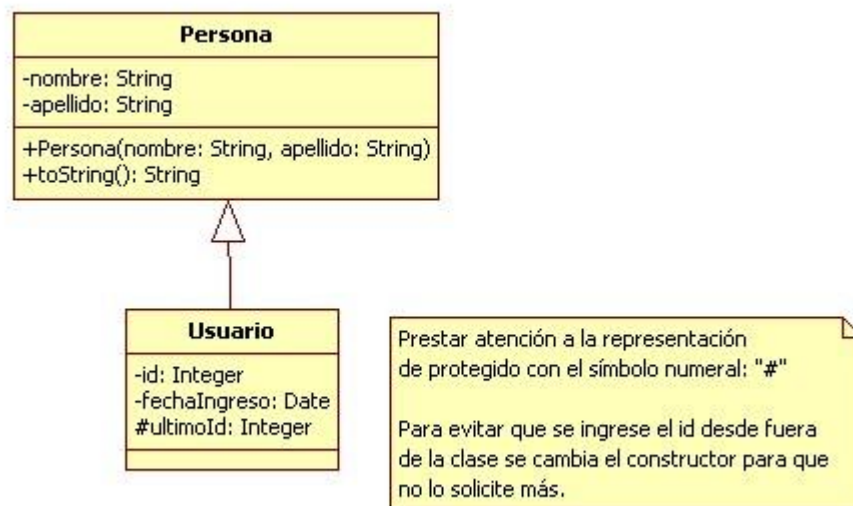 Persona
-nombre: String
-apellido: String
+Persona(nombre: String, apellido: String)
+toString(): String
Usuario
-id: Integer
-fechaIngreso: Date
#ultimoId: Integer
Prestar atención a la representación
de protegido con el símbolo numeral: "#"
Para evitar que se ingrese el id desde fuera
de la clase se cambia el constructor para que
no lo solicite más.